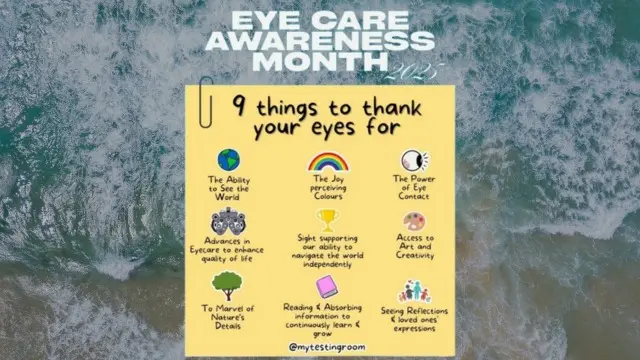 EYE CARE
AWARENESS
MONTH 2025
9 things to thank
your eyes for
The Ability
to See the
World
The Joy
perceiving
Colours
The Power
of Eye
Contact
Advances in
Eyecare to enhance
quality of life
Sight supporting
our ability to
navigate the world
independently
Access to
Art and
Creativity
To Marvel of
Nature's
Details
Reading & Absorbing
information to
continuously learn &
grow
Seeing Reflections
& loved ones'
expressions
@mytestingroom